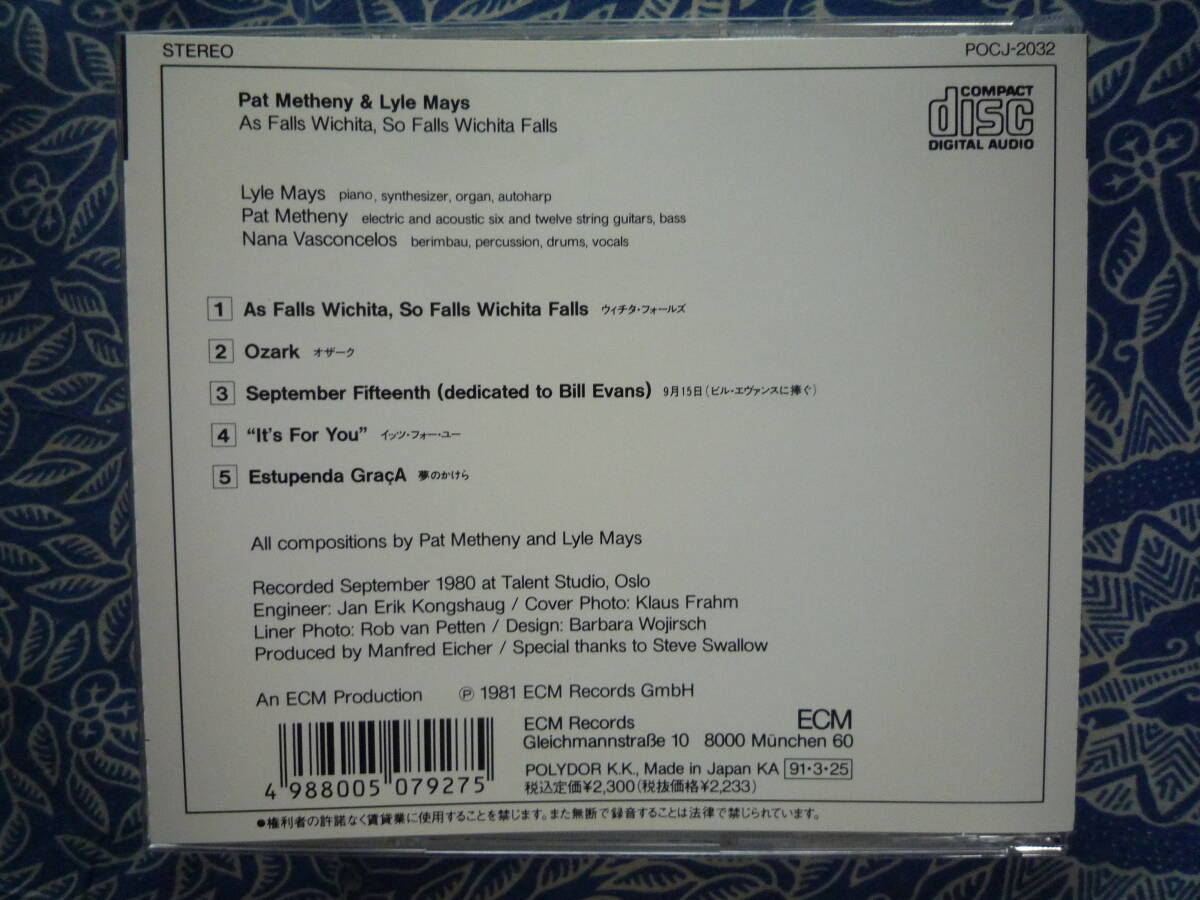 STEREO
POCJ-2032
Pat Metheny & Lyle Mays
As Falls Wichita, So Falls Wichita Falls
COMPACT
disc
DIGITAL AUDIO
Lyle Mays piano, synthesizer, organ, autoharp
Pat Metheny electric and acoustic six and twelve string guitars, bass
Nana Vasconcelos berimbau, percussion, drums, vocals
1 As Falls Wichita, So Falls Wichita Falls ウィチタ・フォールズ
2 Ozark オザーク
3 September Fifteenth (dedicated to Bill Evans) 9月15日(ビル・エヴァンスに捧ぐ)
4 “It's For You” イッツ・フォー・ユー
5 Estupenda GraçA 夢のかけら
All compositions by Pat Metheny and Lyle Mays
Recorded September 1980 at Talent Studio, Oslo
Engineer: Jan Erik Kongshaug / Cover Photo: Klaus Frahm
Liner Photo: Rob van Petten / Design: Barbara Wojirsch
Produced by Manfred Eicher / Special thanks to Steve Swallow
An ECM Production ℗ 1981 ECM Records GmbH
ECM Records
ECM
Gleichmannstraße 10 8000 München 60
POLYDOR K.K., Made in Japan KA 91・3・25
税込定価¥2,300(税抜価格¥2,233)
4 988005 079275
●権利者の許諾なく賃貸業に使用することを禁じます。また無断で録音することは法律で禁じられています。